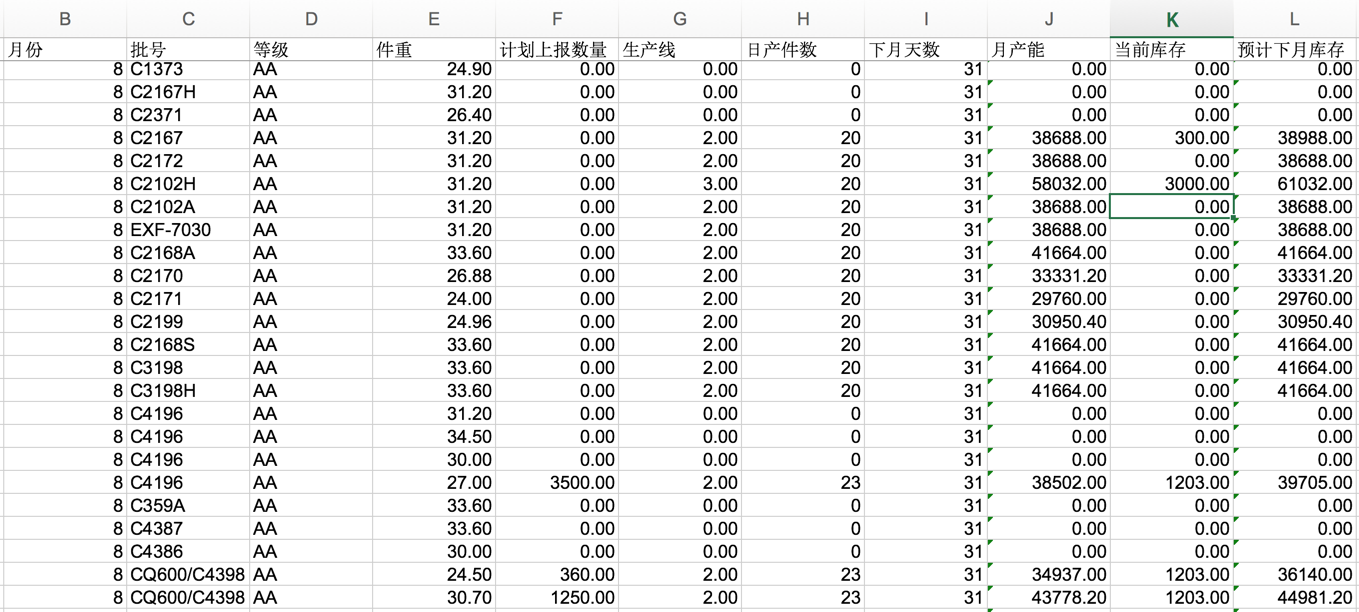 B C D E F G H I J K L
月份 批号 等级 件重 计划上报数量 生产线 日产件数 下月天数 月产能 当前库存 预计下月库存
8 C1373 AA 24.90 0.00 0.00 0 31 0.00 0.00 0.00
8 C2167H AA 31.20 0.00 0.00 0 31 0.00 0.00 0.00
8 C2371 AA 26.40 0.00 0.00 0 31 0.00 0.00 0.00
8 C2167 AA 31.20 0.00 2.00 20 31 38688.00 300.00 38988.00
8 C2172 AA 31.20 0.00 2.00 20 31 38688.00 0.00 38688.00
8 C2102H AA 31.20 0.00 3.00 20 31 58032.00 3000.00 61032.00
8 C2102A AA 31.20 0.00 2.00 20 31 38688.00 0.00 38688.00
8 EXF-7030 AA 31.20 0.00 2.00 20 31 38688.00 0.00 38688.00
8 C2168A AA 33.60 0.00 2.00 20 31 41664.00 0.00 41664.00
8 C2170 AA 26.88 0.00 2.00 20 31 33331.20 0.00 33331.20
8 C2171 AA 24.00 0.00 2.00 20 31 29760.00 0.00 29760.00
8 C2199 AA 24.96 0.00 2.00 20 31 30950.40 0.00 30950.40
8 C2168S AA 33.60 0.00 2.00 20 31 41664.00 0.00 41664.00
8 C3198 AA 33.60 0.00 2.00 20 31 41664.00 0.00 41664.00
8 C3198H AA 33.60 0.00 2.00 20 31 41664.00 0.00 41664.00
8 C4196 AA 31.20 0.00 0.00 0 31 0.00 0.00 0.00
8 C4196 AA 34.50 0.00 0.00 0 31 0.00 0.00 0.00
8 C4196 AA 30.00 0.00 0.00 0 31 0.00 0.00 0.00
8 C4196 AA 27.00 3500.00 2.00 23 31 38502.00 1203.00 39705.00
8 C359A AA 33.60 0.00 0.00 0 31 0.00 0.00 0.00
8 C4387 AA 33.60 0.00 0.00 0 31 0.00 0.00 0.00
8 C4386 AA 30.00 0.00 0.00 0 31 0.00 0.00 0.00
8 CQ600/C4398 AA 24.50 360.00 2.00 23 31 34937.00 1203.00 36140.00
8 CQ600/C4398 AA 30.70 1250.00 2.00 23 31 43778.20 1203.00 44981.20